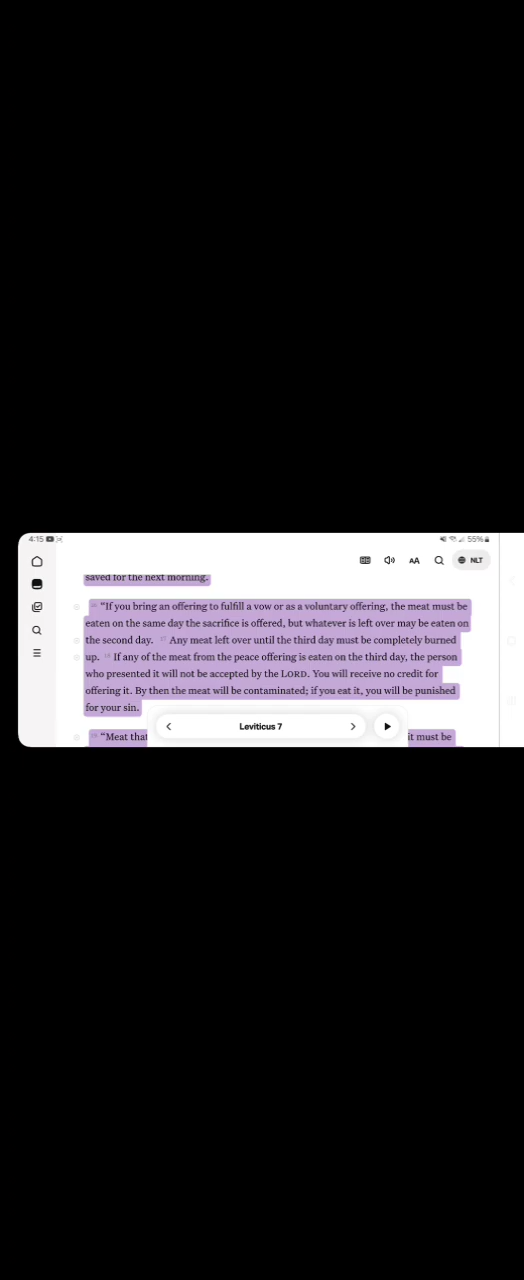 4:15
55%
NLT
saved for the next morning.
16 “If you bring an offering to fulfill a vow or as a voluntary offering, the meat must be
eaten on the same day the sacrifice is offered, but whatever is left over may be eaten on
the second day. 17 Any meat left over until the third day must be completely burned
up. 18 If any of the meat from the peace offering is eaten on the third day, the person
who presented it will not be accepted by the LORD. You will receive no credit for
offering it. By then the meat will be contaminated; if you eat it, you will be punished
for your sin.
Leviticus 7
19 “Meat that it must be